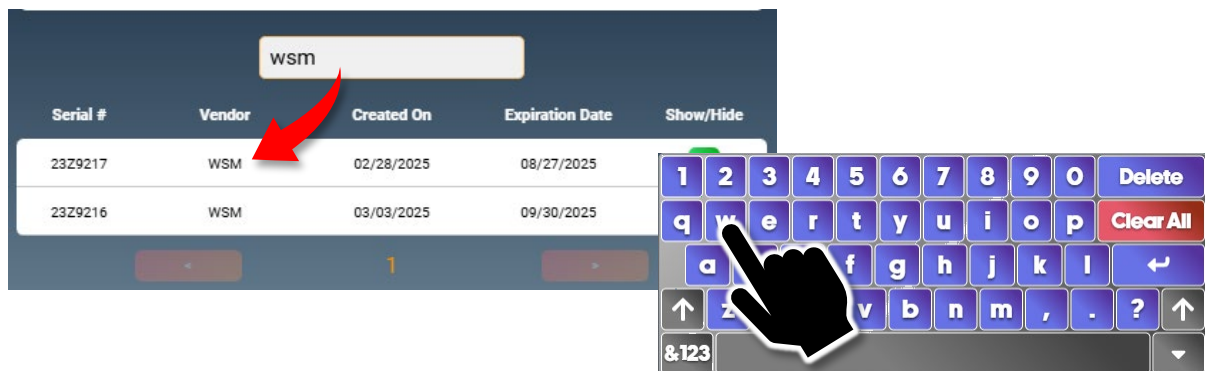 wsm
Serial # Vendor Created On Expiration Date Show/Hide
23Z9217 WSM 02/28/2025 08/27/2025
23Z9216 WSM 03/03/2025 09/30/2025
< 1 >
1 2 3 4 5 6 7 8 9 0 Delete
q w e r t y u i o p Clear All
a f g h j k l
z v b n m , . ?
&123